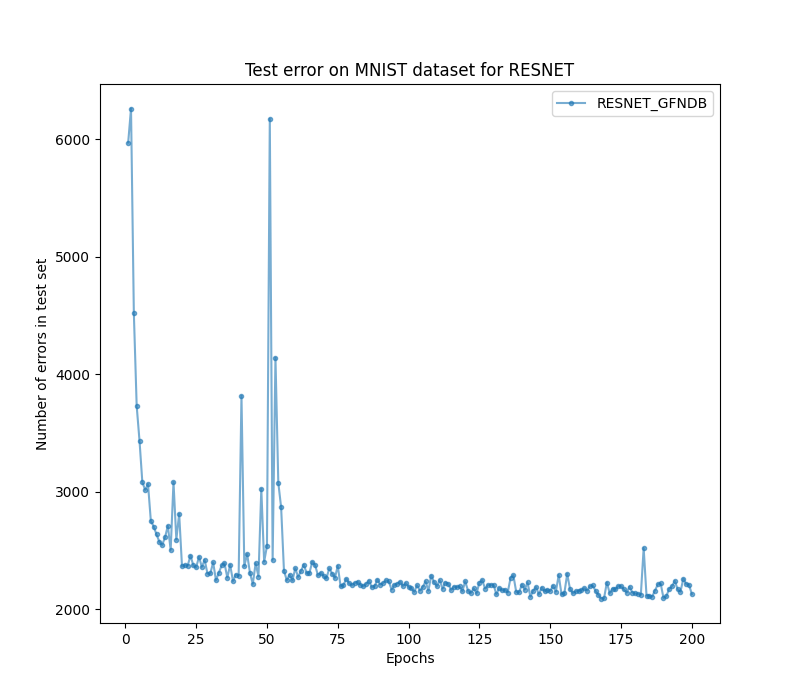 Test error on MNIST dataset for RESNET
RESNET_GFNDB
6000
5000
4000
3000
2000
Number of errors in test set
0 25 50 75 100 125 150 175 200
Epochs